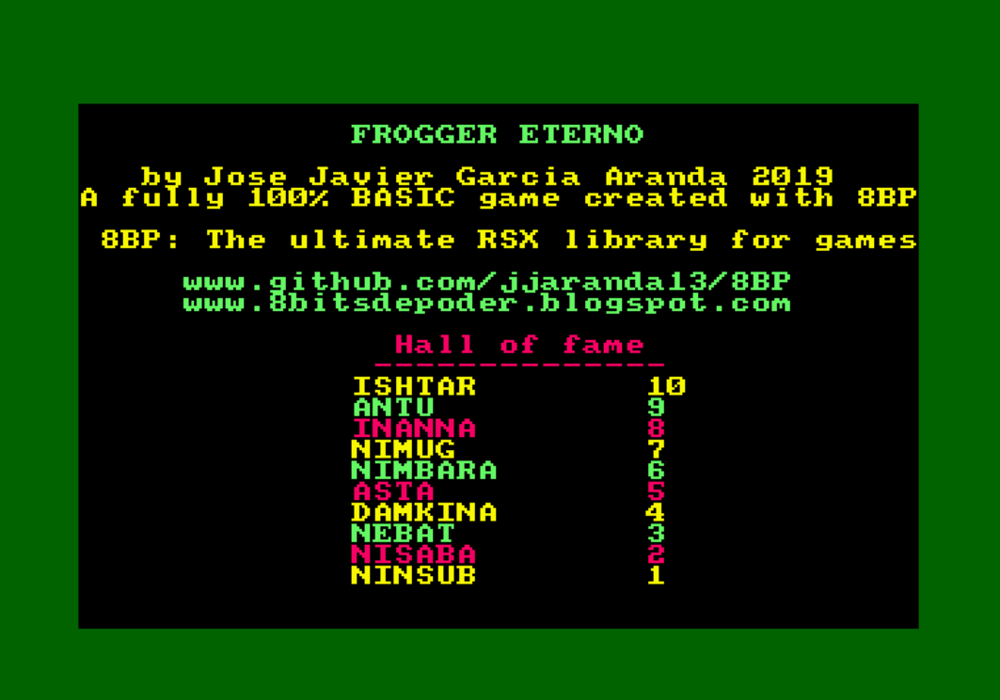 FROGGER ETERNO
by Jose Javier Garcia Aranda 2019
A fully 100% BASIC game created with 8BP
8BP: The ultimate RSX library for games
www.github.com/jjaranda13/8BP
www.8bitsdepoder.blogspot.com
Hall of fame
--------------
ISHTAR 10
ANTU 9
INANNA 8
NIMUG 7
NIMBARA 6
ASTA 5
DAMKINA 4
NEBAT 3
NISABA 2
NINSUB 1